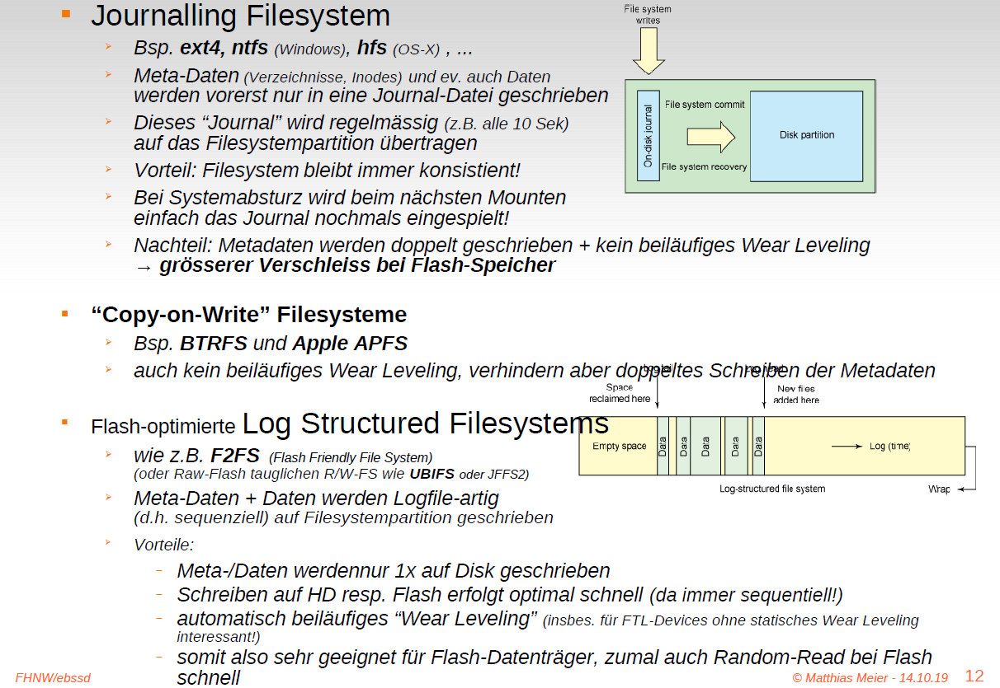 Journalling Filesystem
Bsp. ext4, ntfs (Windows), hfs (OS-X) , ...
Meta-Daten (Verzeichnisse, Inodes) und ev. auch Daten
werden vorerst nur in eine Journal-Datei geschrieben
Dieses “Journal” wird regelmässig (z.B. alle 10 Sek)
auf das Filesystempartition übertragen
Vorteil: Filesystem bleibt immer konsistient!
Bei Systemabsturz wird beim nächsten Mounten
einfach das Journal nochmals eingespielt!
Nachteil: Metadaten werden doppelt geschrieben + kein beiläufiges Wear Leveling
→ grösserer Verschleiss bei Flash-Speicher
File system
writes
On-disk journal
File system commit
File system recovery
Disk partition
“Copy-on-Write” Filesysteme
Bsp. BTRFS und Apple APFS
auch kein beiläufiges Wear Leveling, verhindern aber doppeltes Schreiben der Metadaten
Log tail
Log head
Space
reclaimed here
New files
added here
Flash-optimierte Log Structured Filesystems
Empty space
Data
Data
Data
Data
Data
Log (time)
Log-structured file system
Wrap
wie z.B. F2FS (Flash Friendly File System)
(oder Raw-Flash tauglichen R/W-FS wie UBIFS oder JFFS2)
Meta-Daten + Daten werden Logfile-artig
(d.h. sequenziell) auf Filesystempartition geschrieben
Vorteile:
Meta-/Daten werdennur 1x auf Disk geschrieben
Schreiben auf HD resp. Flash erfolgt optimal schnell (da immer sequentiell!)
automatisch beiläufiges “Wear Leveling” (insbes. für FTL-Devices ohne statisches Wear Leveling
interessant!)
somit also sehr geeignet für Flash-Datenträger, zumal auch Random-Read bei Flash
schnell
FHNW/ebssd
© Matthias Meier - 14.10.19
12